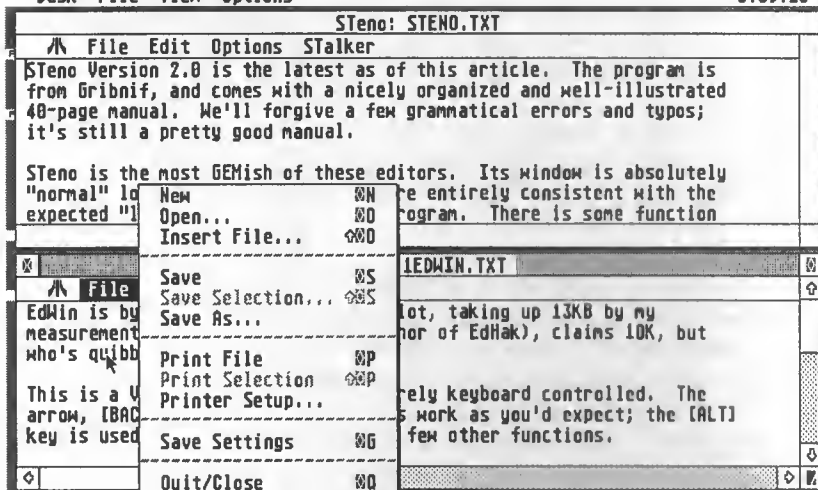 Desk File View Options
STeno: STENO.TXT
File Edit Options STalker
STeno Version 2.0 is the latest as of this article. The program is
from Gribnif, and comes with a nicely organized and well-illustrated
40-page manual. We'll forgive a few grammatical errors and typos;
it's still a pretty good manual.
STeno is the most GEMish of these editors. Its window is absolutely
"normal" lo re entirely consistent with the
expected "l rogram. There is some function
New ◆N
Open... ◆O
Insert File... ⇧◆O
Save ◆S
Save Selection... ⇧◆S
Save As... 
Print File ◆P
Print Selection ⇧◆P
Printer Setup...
Save Settings ◆G
Quit/Close ◆Q
1EDWIN.TXT
File
EdWin is by lot, taking up 13KB by my
measurement hor of EdHak), claims 10K, but
who's quibb
This is a V rely keyboard controlled. The
arrow, [BAC s work as you'd expect; the [ALT]
key is used few other functions.